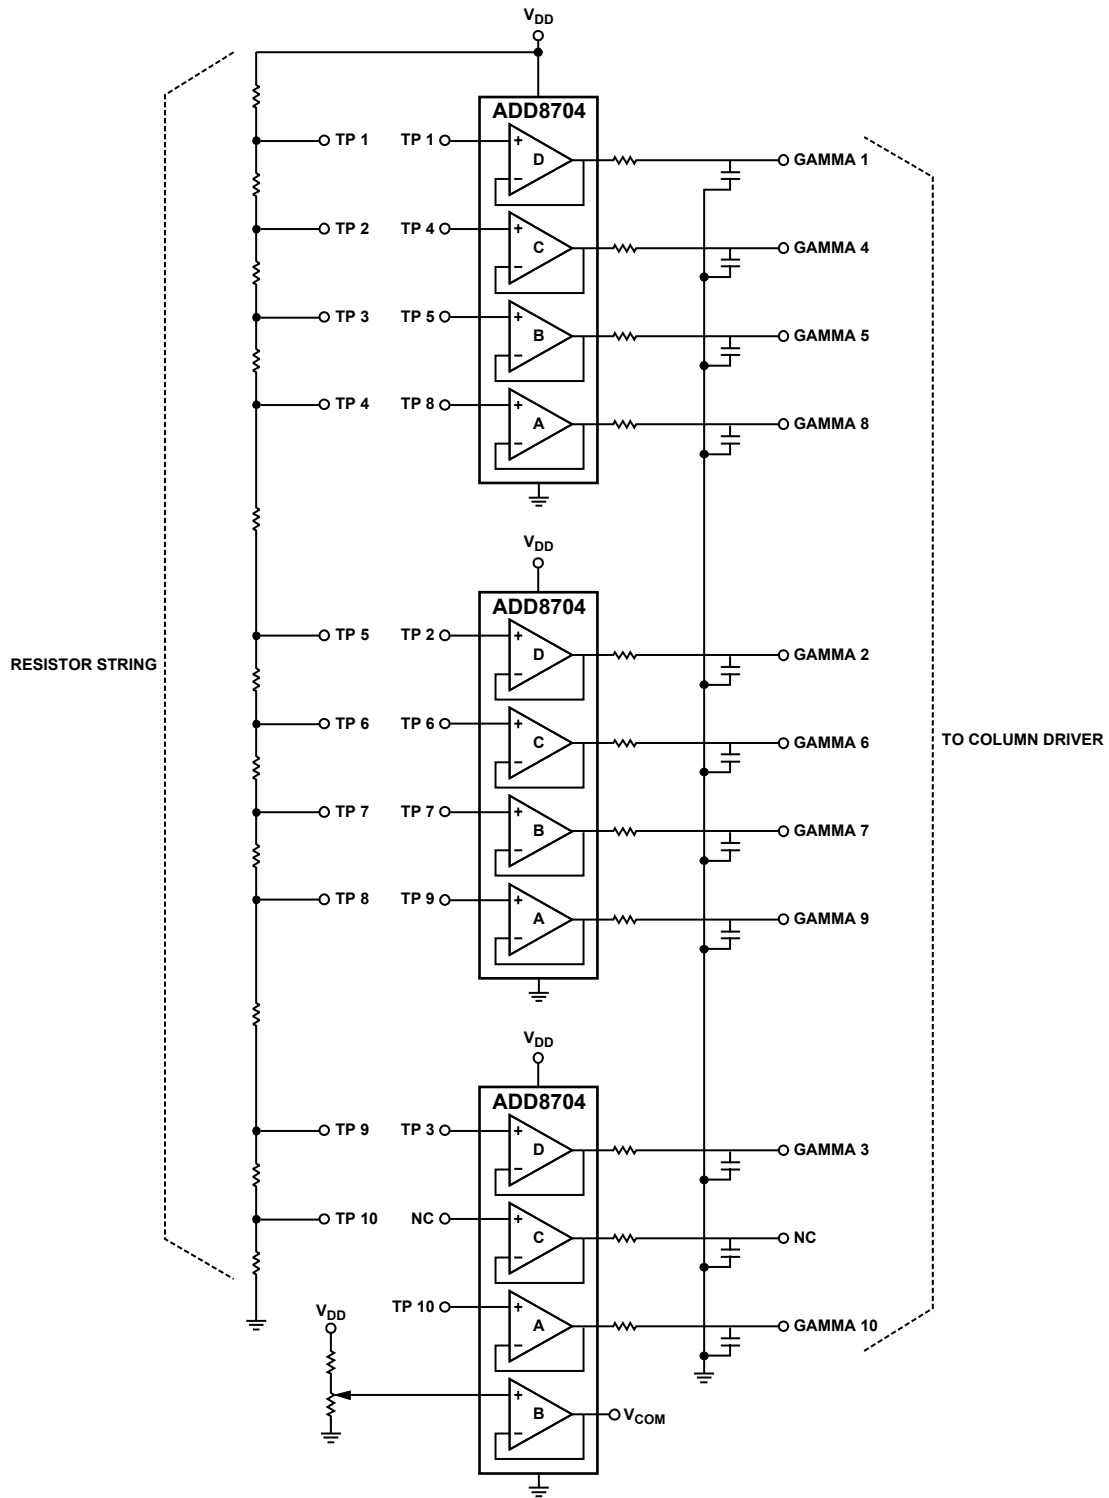 VDD
ADD8704
TP 1
TP 1
+
D
−
GAMMA 1
TP 2
TP 4
+
C
−
GAMMA 4
TP 3
TP 5
+
B
−
GAMMA 5
TP 4
TP 8
+
A
−
GAMMA 8
VDD
ADD8704
TP 5
TP 2
+
D
−
GAMMA 2
RESISTOR STRING
TP 6
TP 6
+
C
−
GAMMA 6
TO COLUMN DRIVER
TP 7
TP 7
+
B
−
GAMMA 7
TP 8
TP 9
+
A
−
GAMMA 9
VDD
ADD8704
TP 9
TP 3
+
D
−
GAMMA 3
TP 10
NC
+
C
−
NC
VDD
TP 10
+
A
−
GAMMA 10
+
B
−
VCOM